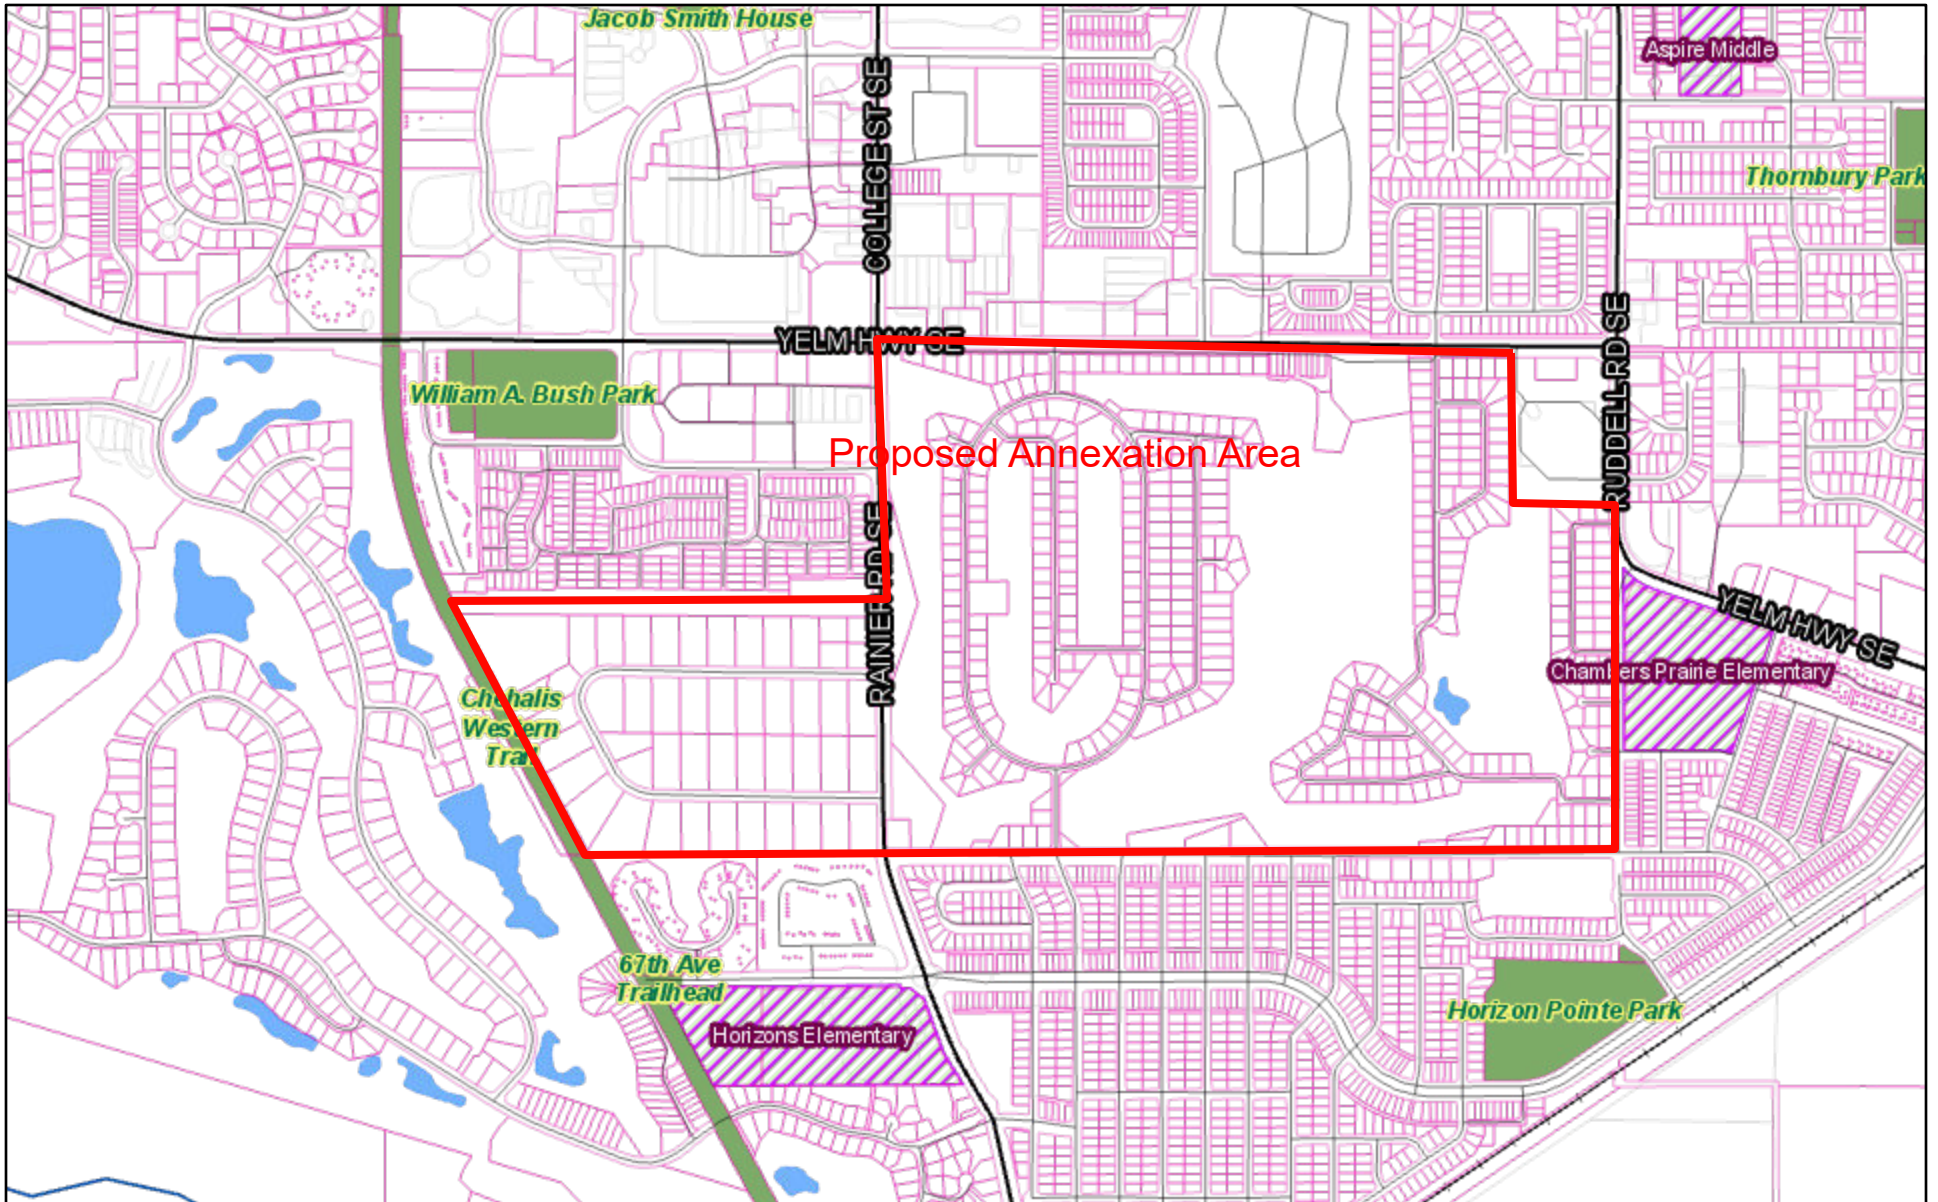 Jacob Smith House
Aspire Middle
COLLEGE ST SE
Thornbury Park
YELM HWY SE
RUDDELL RD SE
William A. Bush Park
Proposed Annexation Area
RAINIER RD SE
YELM HWY SE
Chambers Prairie Elementary
Chehalis
Western
Trail
67th Ave
Trailhead
Horizon Pointe Park
Horizons Elementary